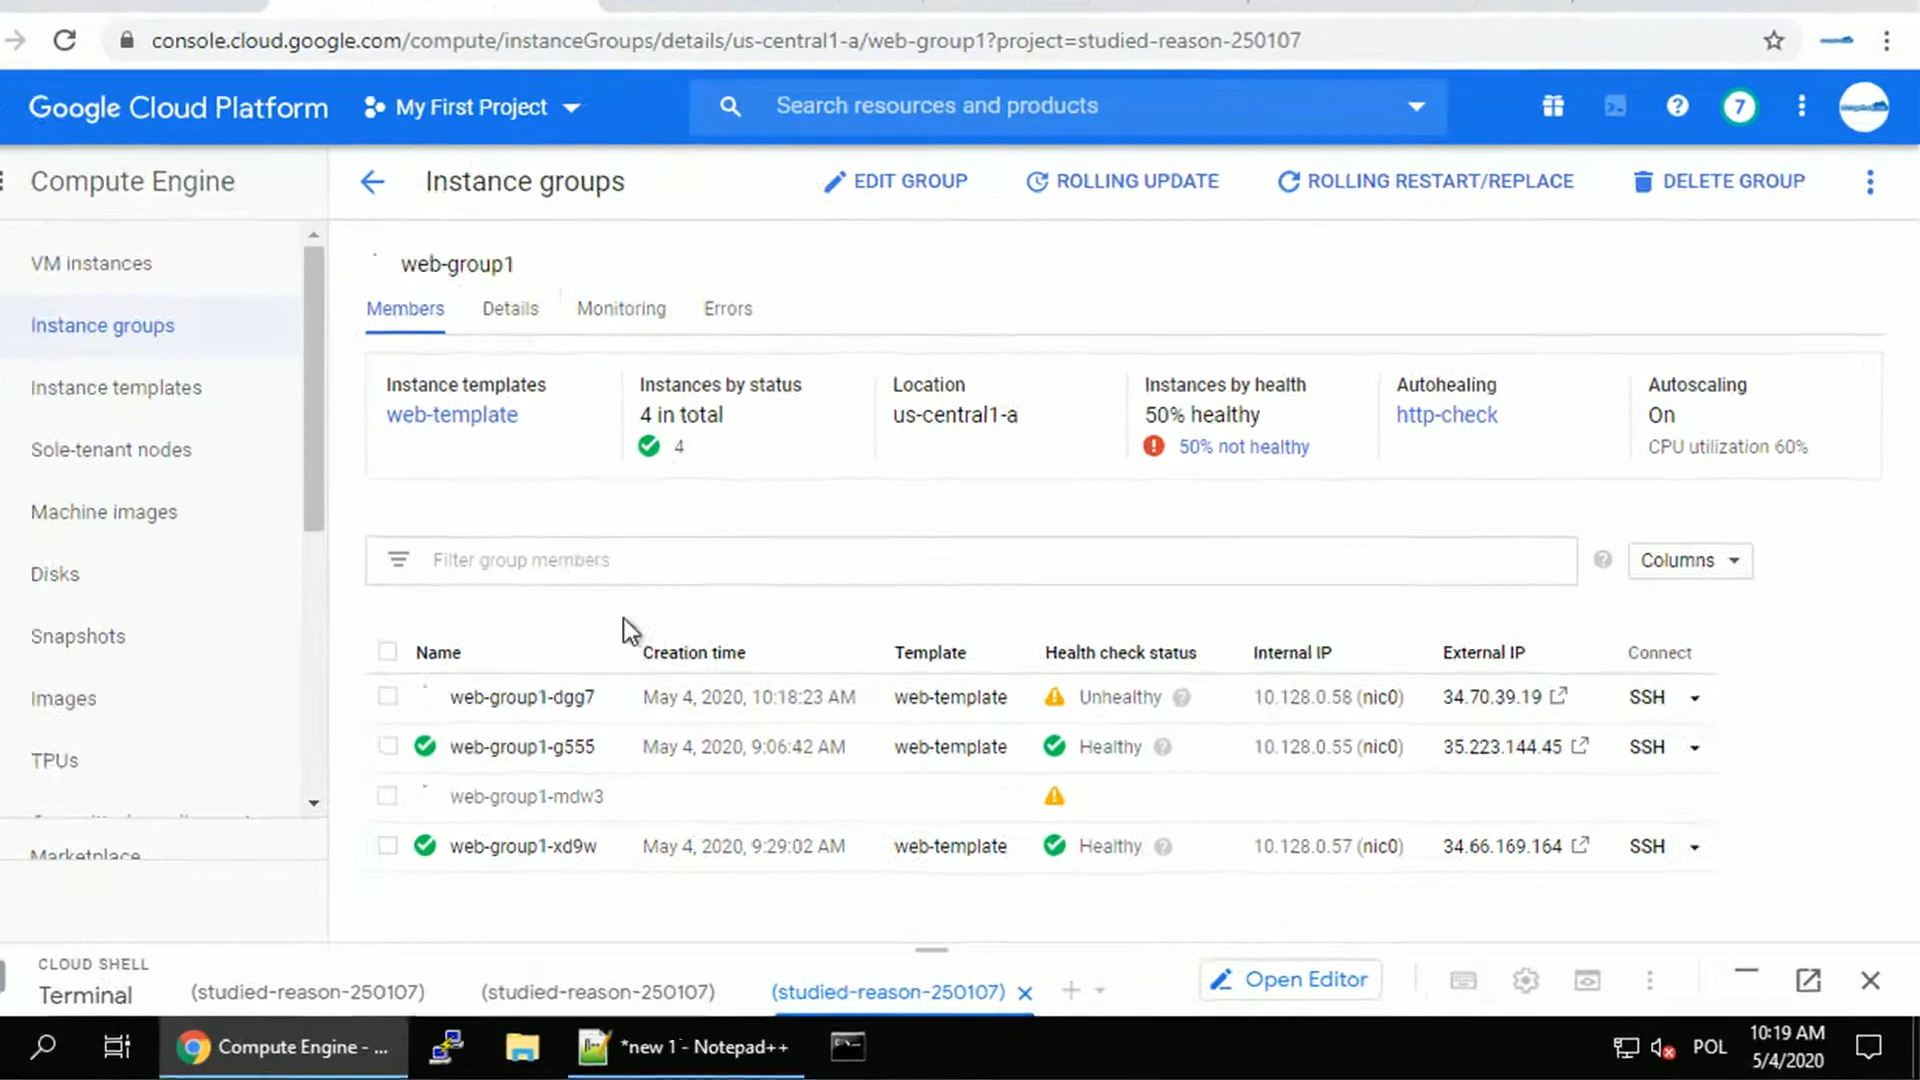 console.cloud.google.com/compute/instanceGroups/details/us-central1-a/web-group1?project=studied-reason-250107
Google Cloud Platform My First Project Search resources and products 7
Compute Engine Instance groups EDIT GROUP ROLLING UPDATE ROLLING RESTART/REPLACE DELETE GROUP
VM instances
Instance groups
Instance templates
Sole-tenant nodes
Machine images
Disks
Snapshots
Images
TPUs
Marketplace
web-group1
Members Details Monitoring Errors
Instance templates
web-template
Instances by status
4 in total
4
Location
us-central1-a
Instances by health
50% healthy
50% not healthy
Autohealing
http-check
Autoscaling
On
CPU utilization 60%
Filter group members Columns
Name Creation time Template Health check status Internal IP External IP Connect
web-group1-dgg7 May 4, 2020, 10:18:23 AM web-template Unhealthy 10.128.0.58 (nic0) 34.70.39.19 SSH
web-group1-g555 May 4, 2020, 9:06:42 AM web-template Healthy 10.128.0.55 (nic0) 35.223.144.45 SSH
web-group1-mdw3
web-group1-xd9w May 4, 2020, 9:29:02 AM web-template Healthy 10.128.0.57 (nic0) 34.66.169.164 SSH
CLOUD SHELL
Terminal (studied-reason-250107) (studied-reason-250107) (studied-reason-250107) Open Editor
Compute Engine - ... *new 1 - Notepad++ POL 10:19 AM
5/4/2020